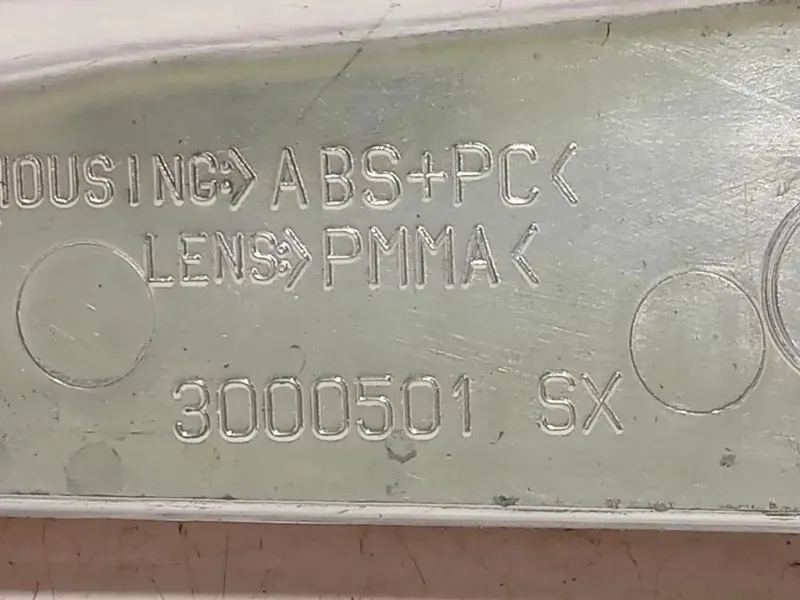 HOUSING:>ABS+PC<
LENS:>PMMA<
3000501 SX